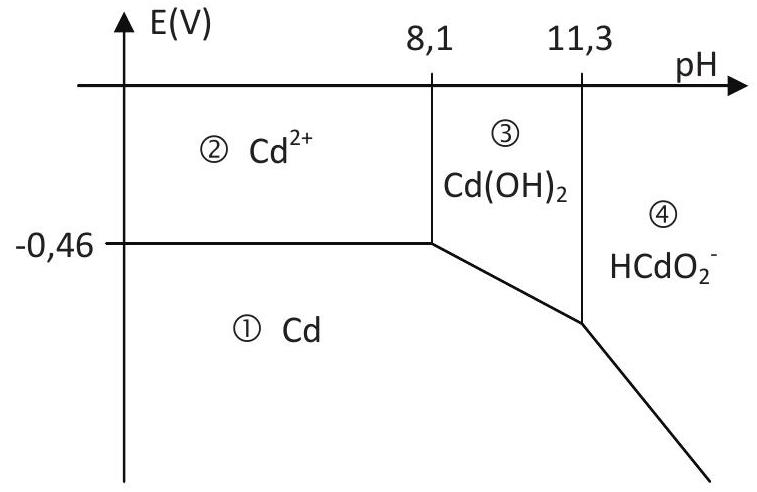 E(V)
8,1
11,3
pH
② Cd²⁺
③
Cd(OH)₂
④
HCdO₂⁻
-0,46
① Cd